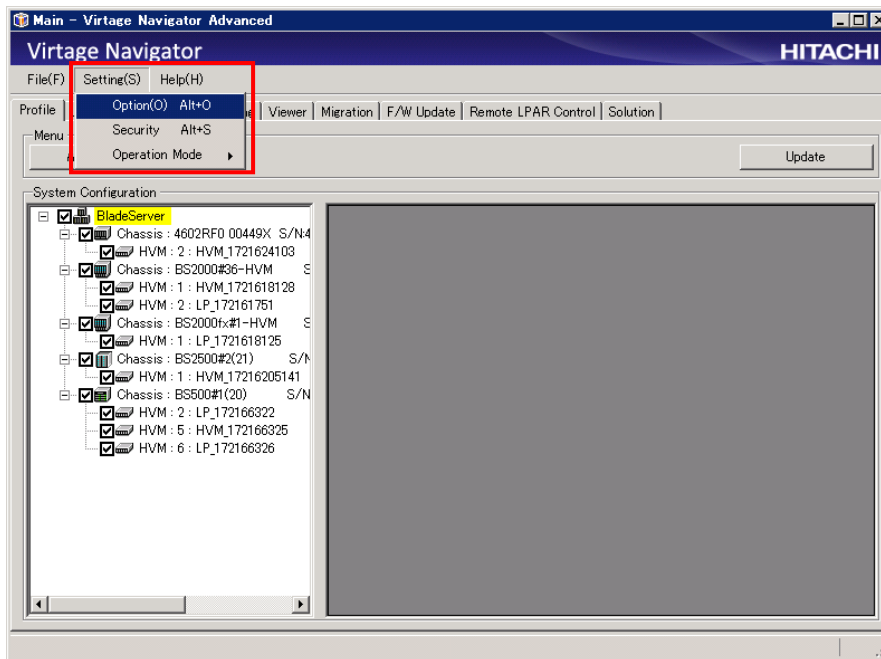 Main - Virtage Navigator Advanced
Virtage Navigator
HITACHI
File(F) Setting(S) Help(H)
Option(O) Alt+O
Security Alt+S
Operation Mode
Profile Viewer Migration F/W Update Remote LPAR Control Solution
Menu
Update
System Configuration
BladeServer
Chassis : 4602RF0 00449X S/N:4
HVM : 2 : HVM_1721624103
Chassis : BS2000#36-HVM S
HVM : 1 : HVM_1721618128
HVM : 2 : LP_172161751
Chassis : BS2000fx#1-HVM S
HVM : 1 : LP_1721618125
Chassis : BS2500#2(21) S/N
HVM : 1 : HVM_17216205141
Chassis : BS500#1(20) S/N
HVM : 2 : LP_172166322
HVM : 5 : HVM_172166325
HVM : 6 : LP_172166326